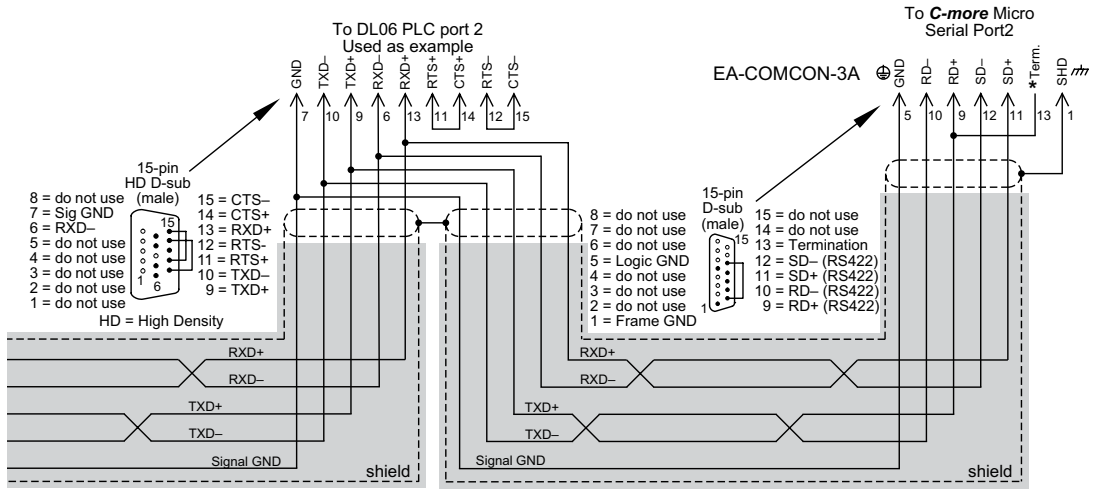 To DL06 PLC port 2
Used as example
GND
TXD–
TXD+
RXD–
RXD+
RTS+
CTS+
RTS–
CTS–
7
10
9
6
13
11
14
12
15
15-pin
HD D-sub
(male)
8 = do not use
7 = Sig GND
6 = RXD–
5 = do not use
4 = do not use
3 = do not use
2 = do not use
1 = do not use
15
1
6
15 = CTS–
14 = CTS+
13 = RXD+
12 = RTS-
11 = RTS+
10 = TXD–
9 = TXD+
HD = High Density
To C-more Micro
Serial Port2
EA-COMCON-3A
GND
RD–
RD+
SD–
SD+
*Term.
SHD
5
10
9
12
11
13
1
15-pin
D-sub
(male)
8 = do not use
7 = do not use
6 = do not use
5 = Logic GND
4 = do not use
3 = do not use
2 = do not use
1 = Frame GND
15
1
15 = do not use
14 = do not use
13 = Termination
12 = SD– (RS422)
11 = SD+ (RS422)
10 = RD– (RS422)
9 = RD+ (RS422)
RXD+
RXD–
TXD+
TXD–
Signal GND
shield
RXD+
RXD–
TXD+
TXD–
Signal GND
shield